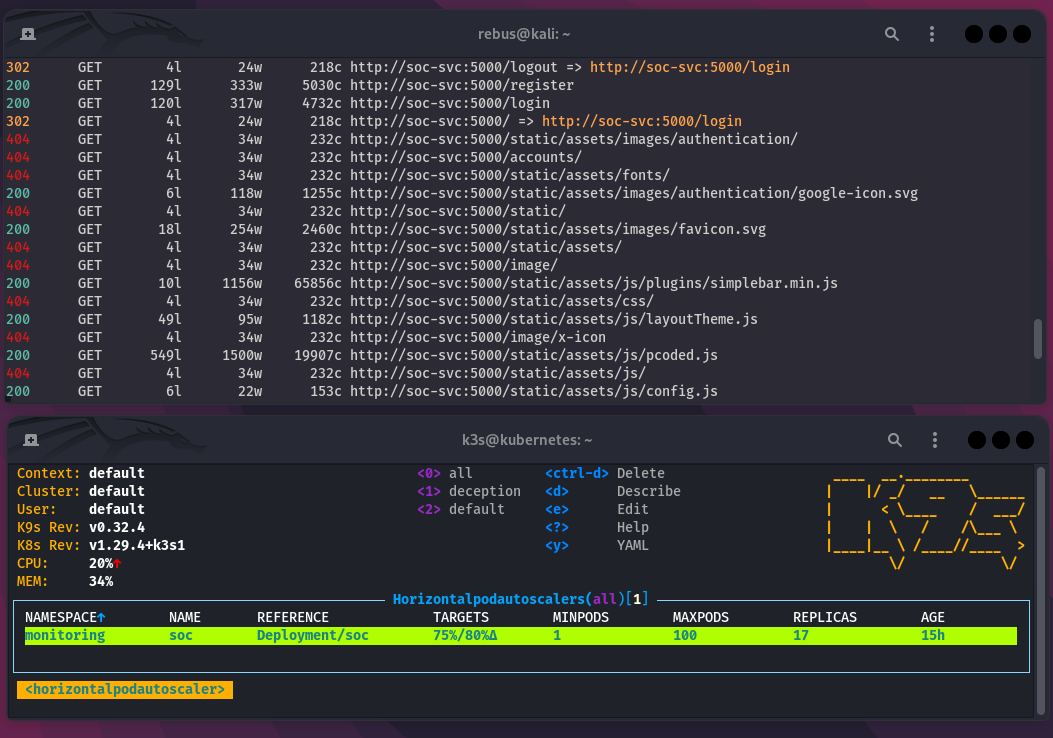 rebus@kali: ~
302 GET 4l 24w 218c http://soc-svc:5000/logout => http://soc-svc:5000/login
200 GET 129l 333w 5030c http://soc-svc:5000/register
200 GET 120l 317w 4732c http://soc-svc:5000/login
302 GET 4l 24w 218c http://soc-svc:5000/ => http://soc-svc:5000/login
404 GET 4l 34w 232c http://soc-svc:5000/static/assets/images/authentication/
404 GET 4l 34w 232c http://soc-svc:5000/accounts/
404 GET 4l 34w 232c http://soc-svc:5000/static/assets/fonts/
200 GET 6l 118w 1255c http://soc-svc:5000/static/assets/images/authentication/google-icon.svg
404 GET 4l 34w 232c http://soc-svc:5000/static/
200 GET 18l 254w 2460c http://soc-svc:5000/static/assets/images/favicon.svg
404 GET 4l 34w 232c http://soc-svc:5000/static/assets/
404 GET 4l 34w 232c http://soc-svc:5000/image/
200 GET 10l 1156w 65856c http://soc-svc:5000/static/assets/js/plugins/simplebar.min.js
404 GET 4l 34w 232c http://soc-svc:5000/static/assets/css/
200 GET 49l 95w 1182c http://soc-svc:5000/static/assets/js/layoutTheme.js
404 GET 4l 34w 232c http://soc-svc:5000/image/x-icon
200 GET 549l 1500w 19907c http://soc-svc:5000/static/assets/js/pcoded.js
404 GET 4l 34w 232c http://soc-svc:5000/static/assets/js/
200 GET 6l 22w 153c http://soc-svc:5000/static/assets/js/config.js
k3s@kubernetes: ~
Context: default <0> all <ctrl-d> Delete
Cluster: default <1> deception <d> Describe
User: default <2> default <e> Edit
K9s Rev: v0.32.4 <?> Help
K8s Rev: v1.29.4+k3s1 <y> YAML
CPU: 20%↑
MEM: 34%
Horizontalpodautoscalers(all)[1]
NAMESPACE↑ NAME REFERENCE TARGETS MINPODS MAXPODS REPLICAS AGE
monitoring soc Deployment/soc 75%/80%Δ 1 100 17 15h
<horizontalpodautoscaler>